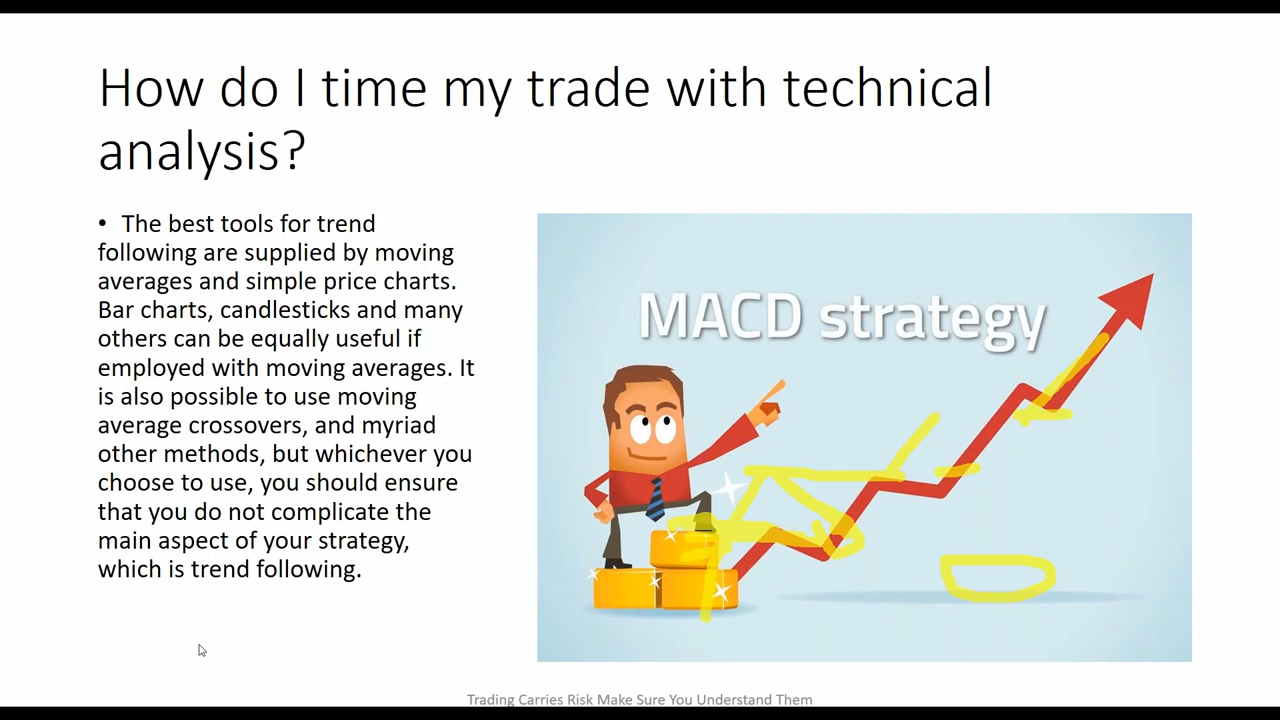 How do I time my trade with technical
analysis?
• The best tools for trend
following are supplied by moving
averages and simple price charts.
Bar charts, candlesticks and many
others can be equally useful if
employed with moving averages. It
is also possible to use moving
average crossovers, and myriad
other methods, but whichever you
choose to use, you should ensure
that you do not complicate the
main aspect of your strategy,
which is trend following.
MACD strategy
Trading Carries Risk Make Sure You Understand Them